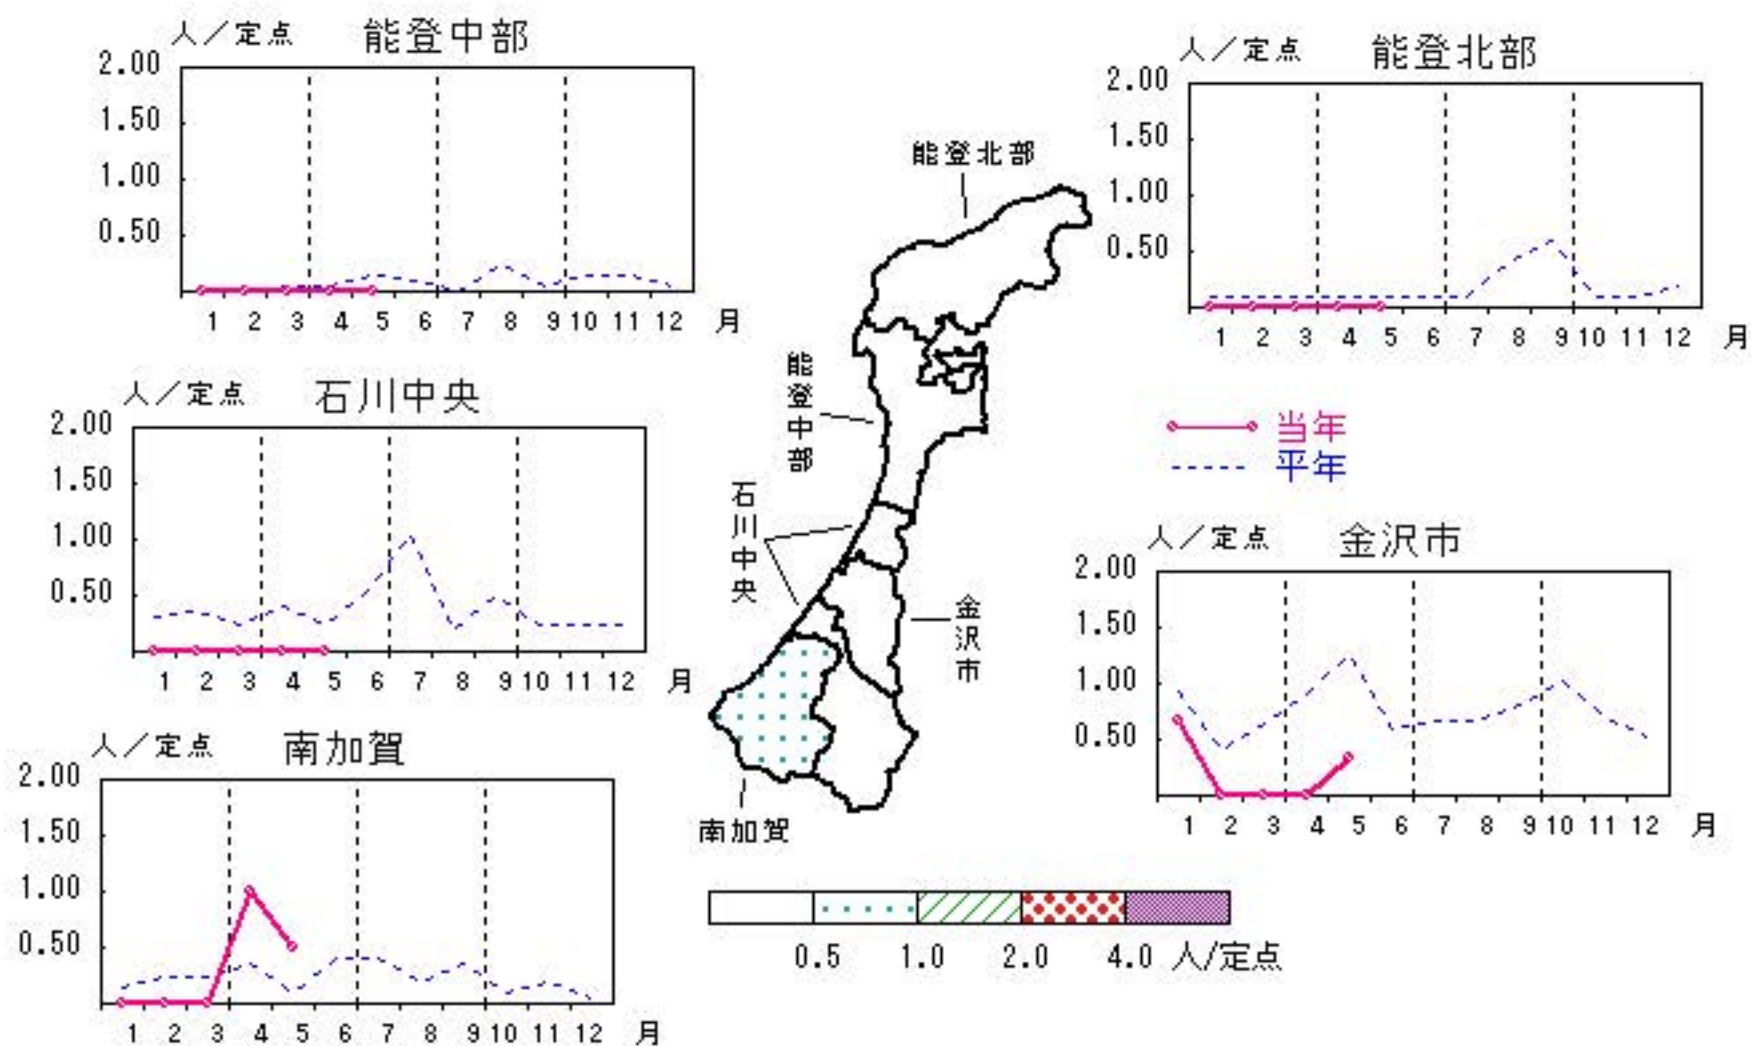 人／定点 能登中部
2.00
1.50
1.00
0.50
1 2 3 4 5 6 7 8 9 10 11 12 月
人／定点 能登北部
2.00
1.50
1.00
0.50
1 2 3 4 5 6 7 8 9 10 11 12 月
人／定点 石川中央
2.00
1.50
1.00
0.50
1 2 3 4 5 6 7 8 9 10 11 12 月
能登北部
能登中部
石川中央
金沢市
南加賀
当年
平年
人／定点 金沢市
2.00
1.50
1.00
0.50
1 2 3 4 5 6 7 8 9 10 11 12 月
人／定点 南加賀
2.00
1.50
1.00
0.50
1 2 3 4 5 6 7 8 9 10 11 12 月
0.5 1.0 2.0 4.0 人/定点